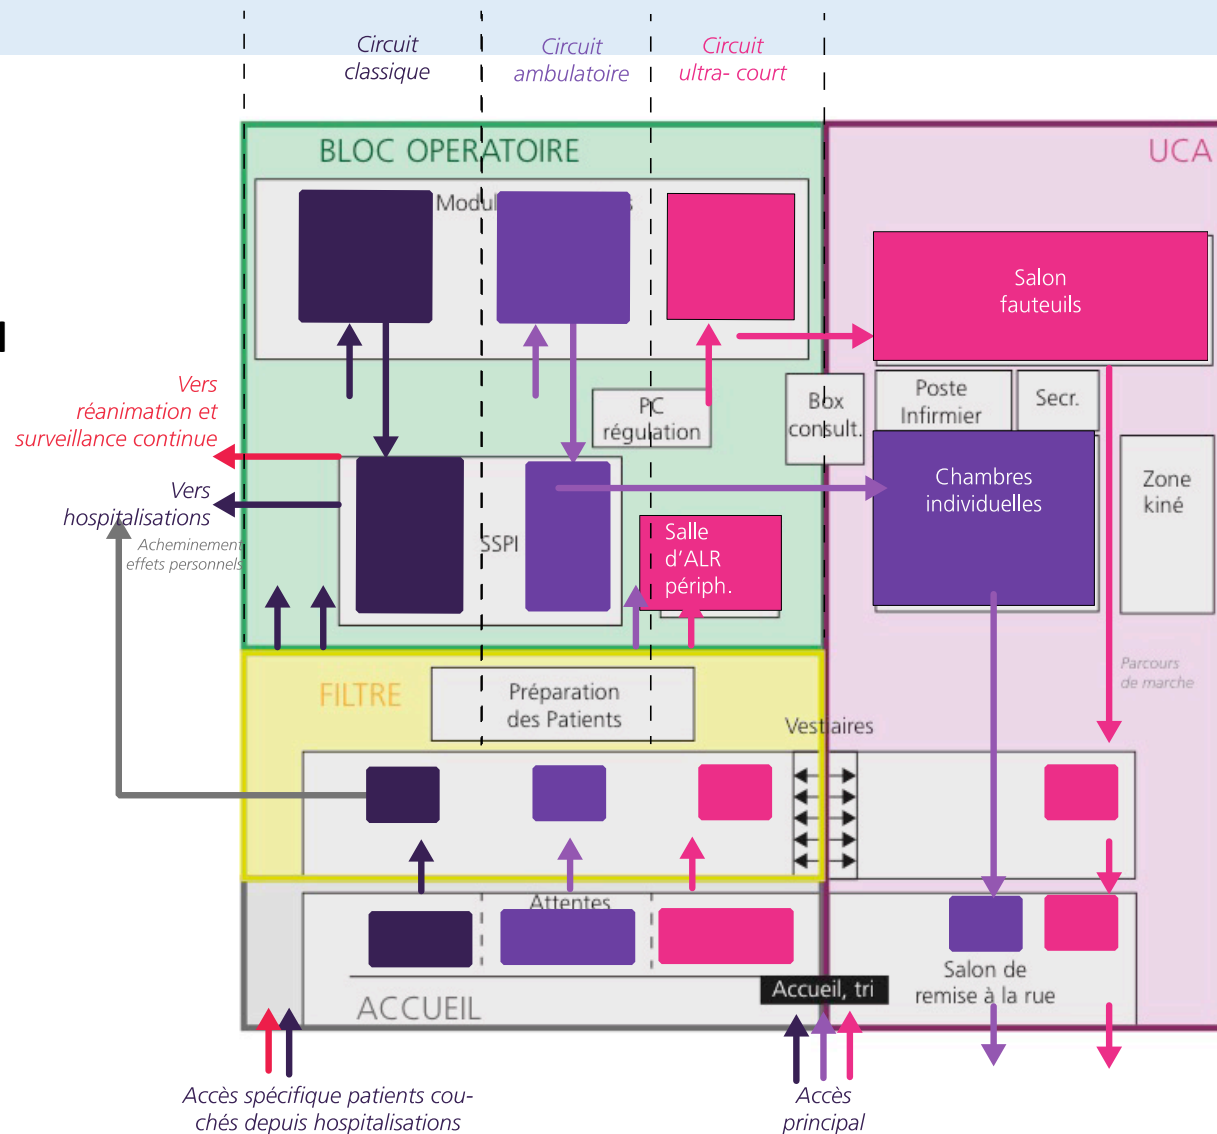 Circuit
classique
Circuit
ambulatoire
Circuit
ultra- court
BLOC OPERATOIRE
UCA
Salon
fauteuils
Vers
réanimation et
surveillance continue
PC
régulation
Box
consult.
Poste
Infirmier
Secr.
Vers
hospitalisations
Acheminement
effets personnels
SSPI
Salle
d’ALR
périph.
Chambres
individuelles
Zone
kiné
FILTRE
Préparation
des Patients
Vestiaires
Parcours
de marche
Attentes
ACCUEIL
Accueil, tri
Salon de
remise à la rue
Accès spécifique patients cou-
chés depuis hospitalisations
Accès
principal